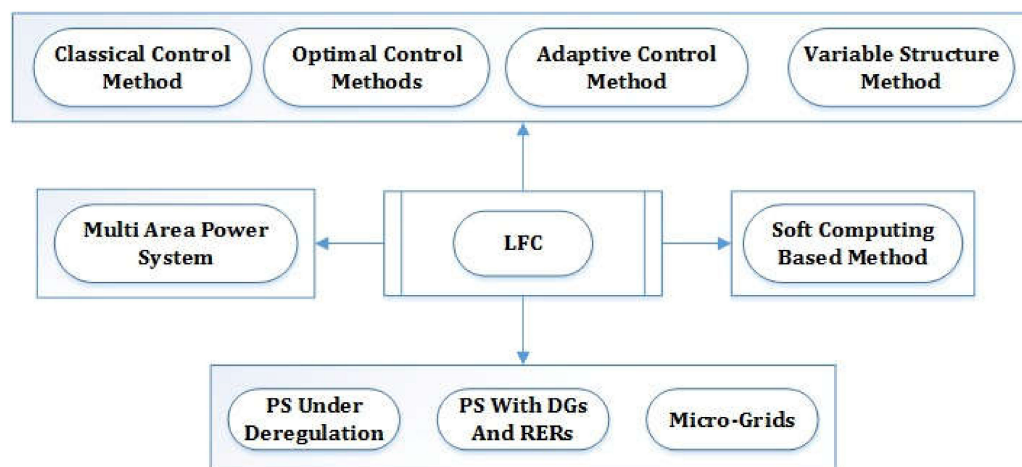 Classical Control
Method
Optimal Control
Methods
Adaptive Control
Method
Variable Structure
Method
Multi Area Power
System
LFC
Soft Computing
Based Method
PS Under
Deregulation
PS With DGs
And RERs
Micro-Grids